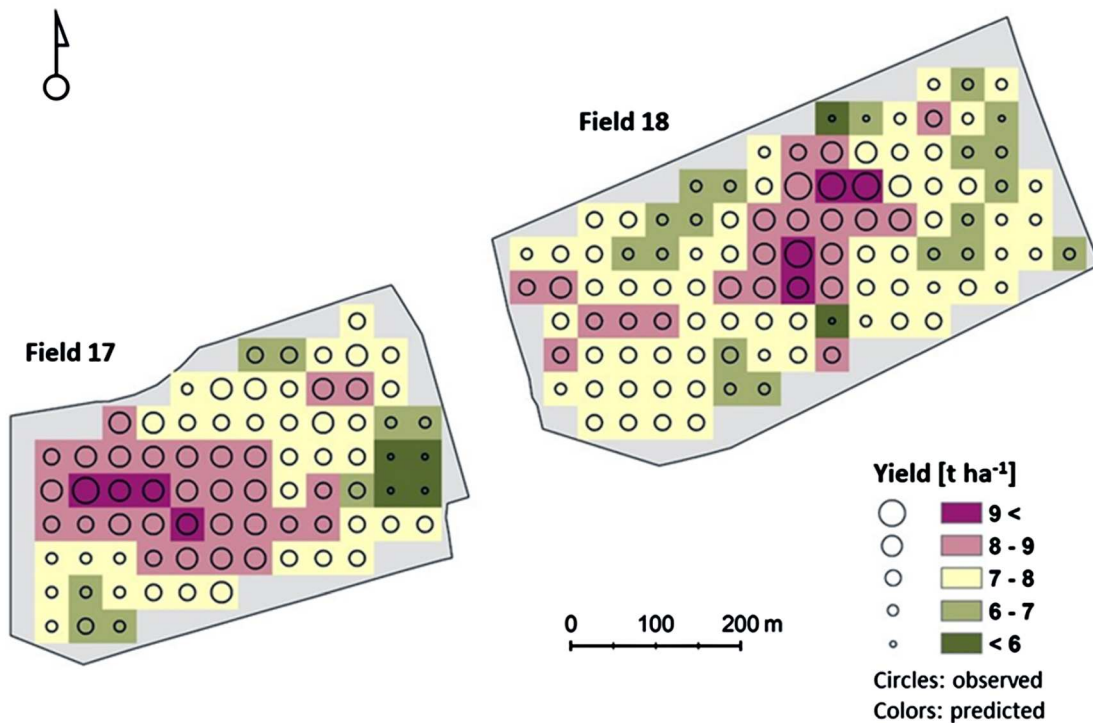 Field 18
Field 17
Yield [t ha⁻¹]
9 <
8 - 9
7 - 8
6 - 7
< 6
0 100 200 m
Circles: observed
Colors: predicted